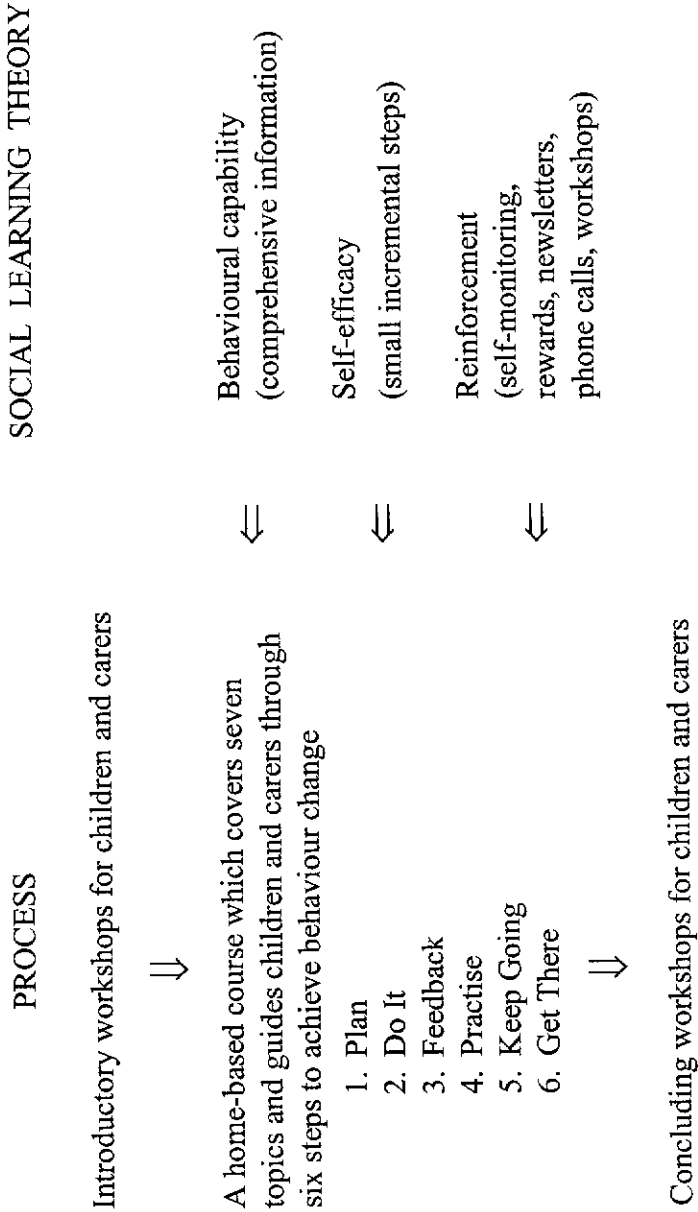 PROCESS
Introductory workshops for children and carers
⇓
A home-based course which covers seven
topics and guides children and carers through
six steps to achieve behaviour change
1. Plan
2. Do It
3. Feedback
4. Practise
5. Keep Going
6. Get There
⇓
Concluding workshops for children and carers
SOCIAL LEARNING THEORY
⇐
Behavioural capability
(comprehensive information)
⇐
Self-efficacy
(small incremental steps)
⇐
Reinforcement
(self-monitoring,
rewards, newsletters,
phone calls, workshops)